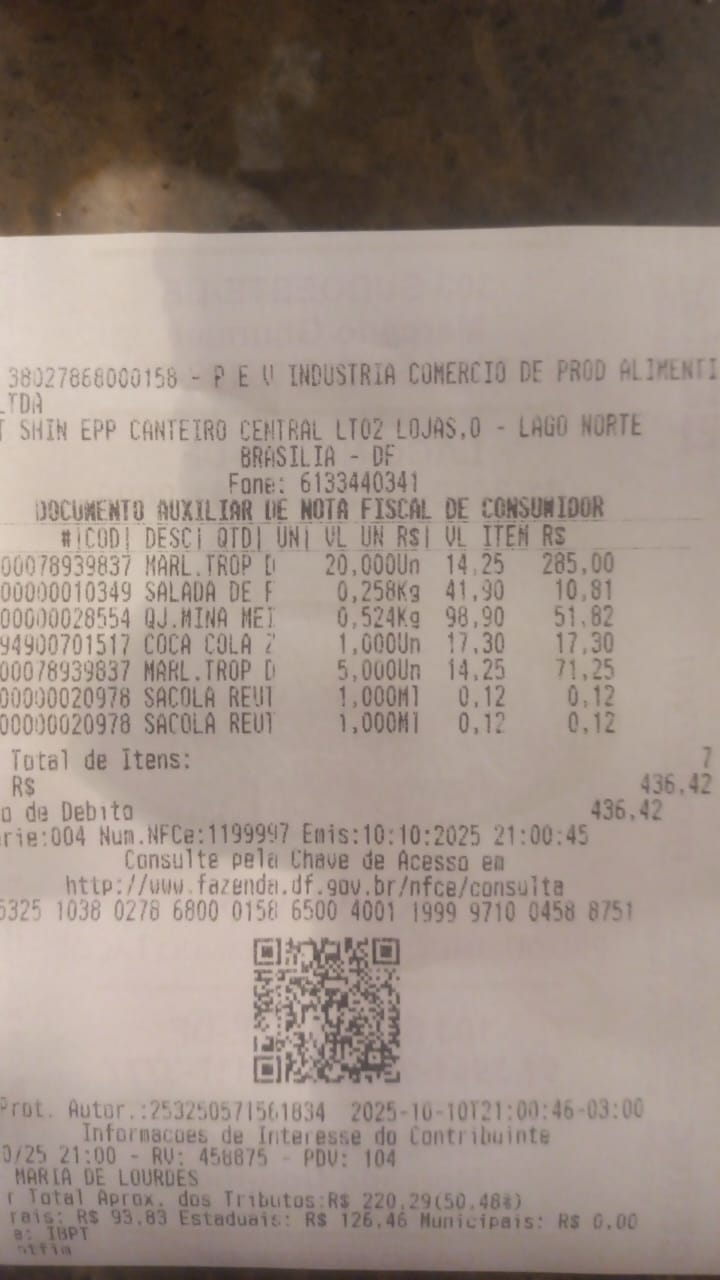 38027868000158 - P E V INDUSTRIA COMERCIO DE PROD ALIMENTI
LTDA
T SHIN EPP CANTEIRO CENTRAL LT02 LOJAS,0 - LAGO NORTE
BRASILIA - DF
Fone: 6133440341
DOCUMENTO AUXILIAR DE NOTA FISCAL DE CONSUMIDOR
#|COD| DESC| QTD| UN| VL UN R$| VL ITEM R$
00078939837 MARL.TROP D 20,000Un 14,25 285,00
00000010349 SALADA DE F 0,258Kg 41,90 10,81
00000028554 QJ.MINA MEI 0,524Kg 98,90 51,82
94900701517 COCA COLA Z 1,000Un 17,30 17,30
00078939837 MARL.TROP D 5,000Un 14,25 71,25
00000020978 SACOLA REUT 1,000Ml 0,12 0,12
00000020978 SACOLA REUT 1,000Ml 0,12 0,12
Total de Itens: 7
R$ 436,42
o de Debito 436,42
rie:004 Num.NFCe:1199997 Emis:10:10:2025 21:00:45
Consulte pela Chave de Acesso em
http://www.fazenda.df.gov.br/nfce/consulta
5325 1038 0278 6800 0158 6500 4001 1999 9710 0458 8751
Prot. Autor.:253250571561834 2025-10-10T21:00:46-03:00
Informacoes de Interesse do Contribuinte
0/25 21:00 - RV: 458875 - PDV: 104
MARIA DE LOURDES
r Total Aprox. dos Tributos:R$ 220,29(50,48%)
rais: R$ 93,83 Estaduais: R$ 126,46 Municipais: R$ 0,00
a: IBPT